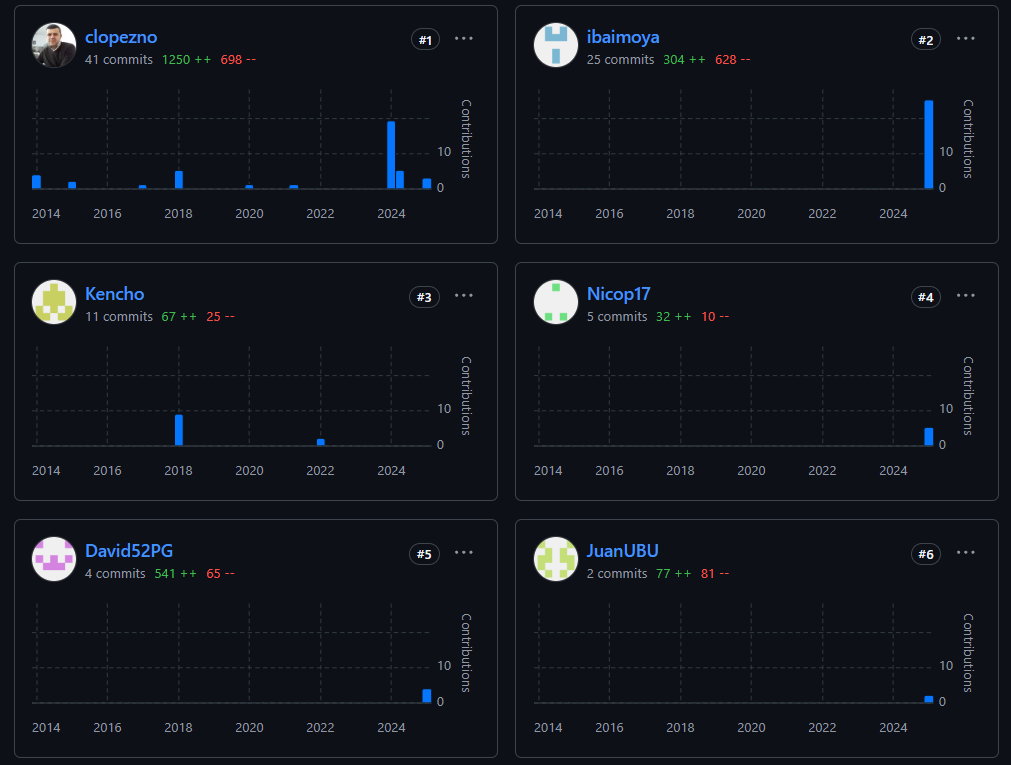 clopezno #1 ···
41 commits 1250 ++ 698 --
Contributions
10
0
2014 2016 2018 2020 2022 2024
ibaimoya #2 ···
25 commits 304 ++ 628 --
Contributions
10
0
2014 2016 2018 2020 2022 2024
Kencho #3 ···
11 commits 67 ++ 25 --
Contributions
10
0
2014 2016 2018 2020 2022 2024
Nicop17 #4 ···
5 commits 32 ++ 10 --
Contributions
10
0
2014 2016 2018 2020 2022 2024
David52PG #5 ···
4 commits 541 ++ 65 --
Contributions
10
0
2014 2016 2018 2020 2022 2024
JuanUBU #6 ···
2 commits 77 ++ 81 --
Contributions
10
0
2014 2016 2018 2020 2022 2024